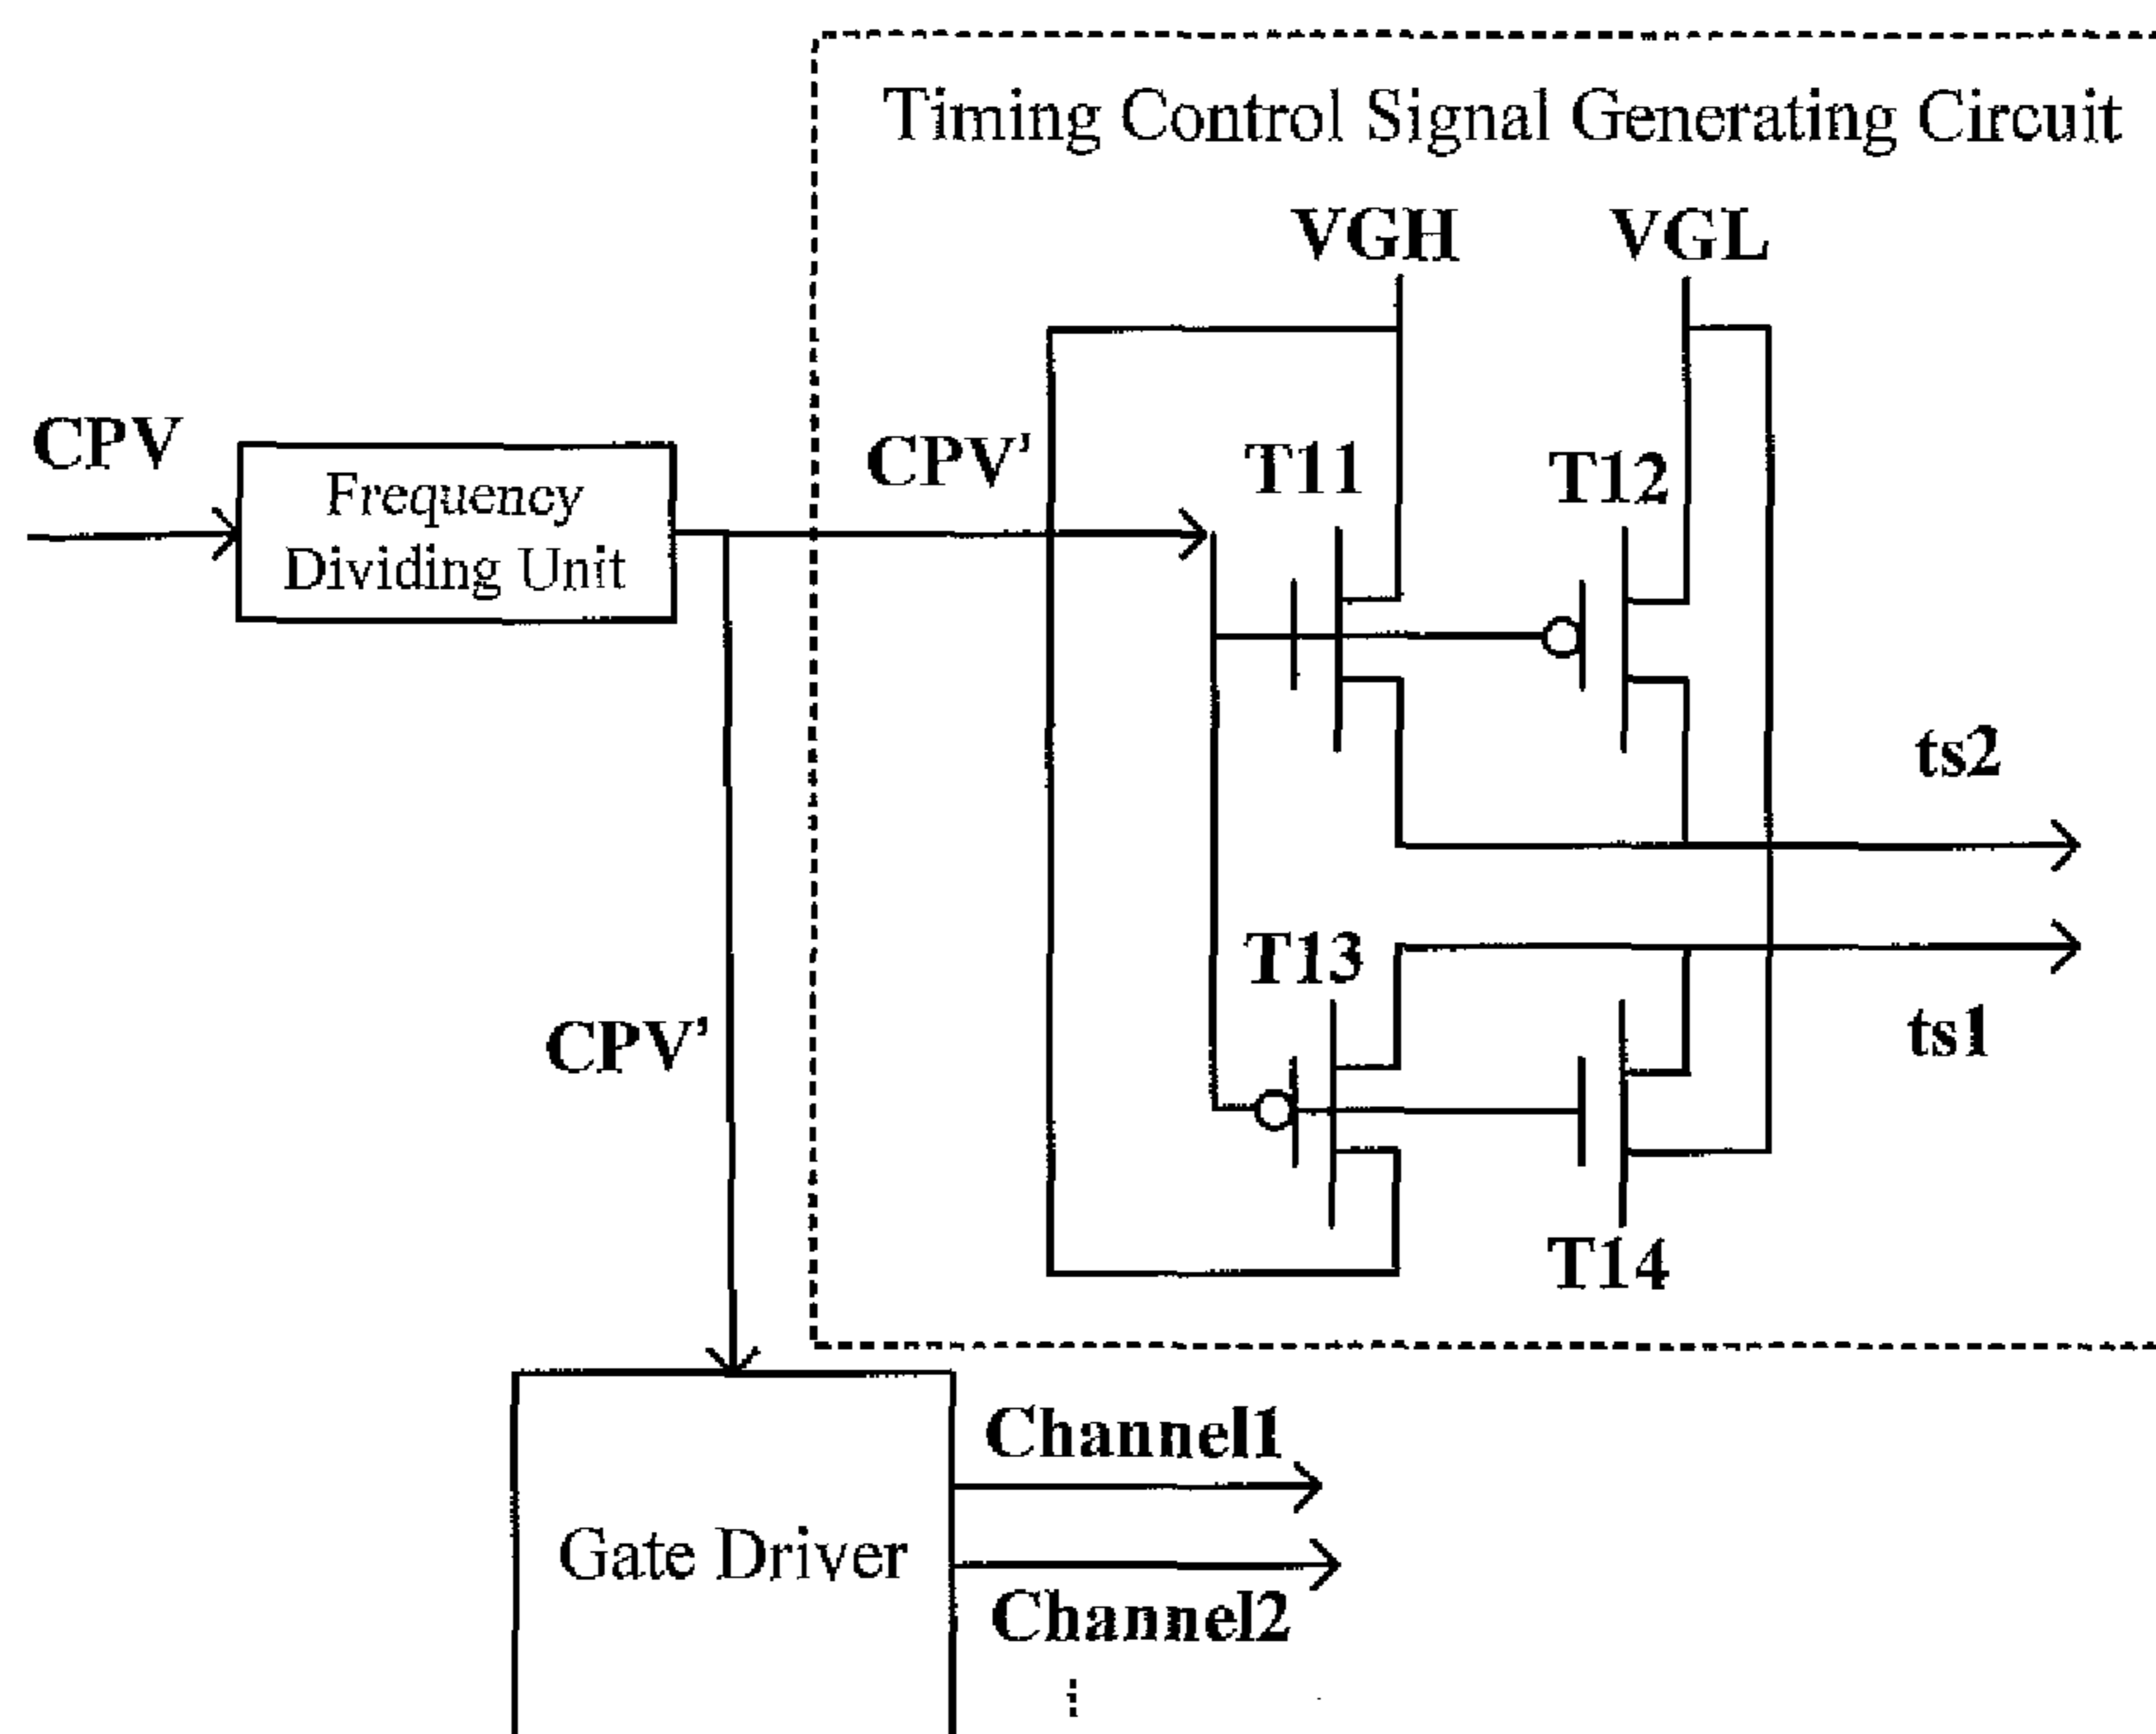 Timing Control Signal Generating Circuit
VGH
VGL
CPV
Frequency
Dividing Unit
CPV'
T11
T12
ts2
T13
ts1
CPV'
T14
Channel1
Gate Driver
Channel2